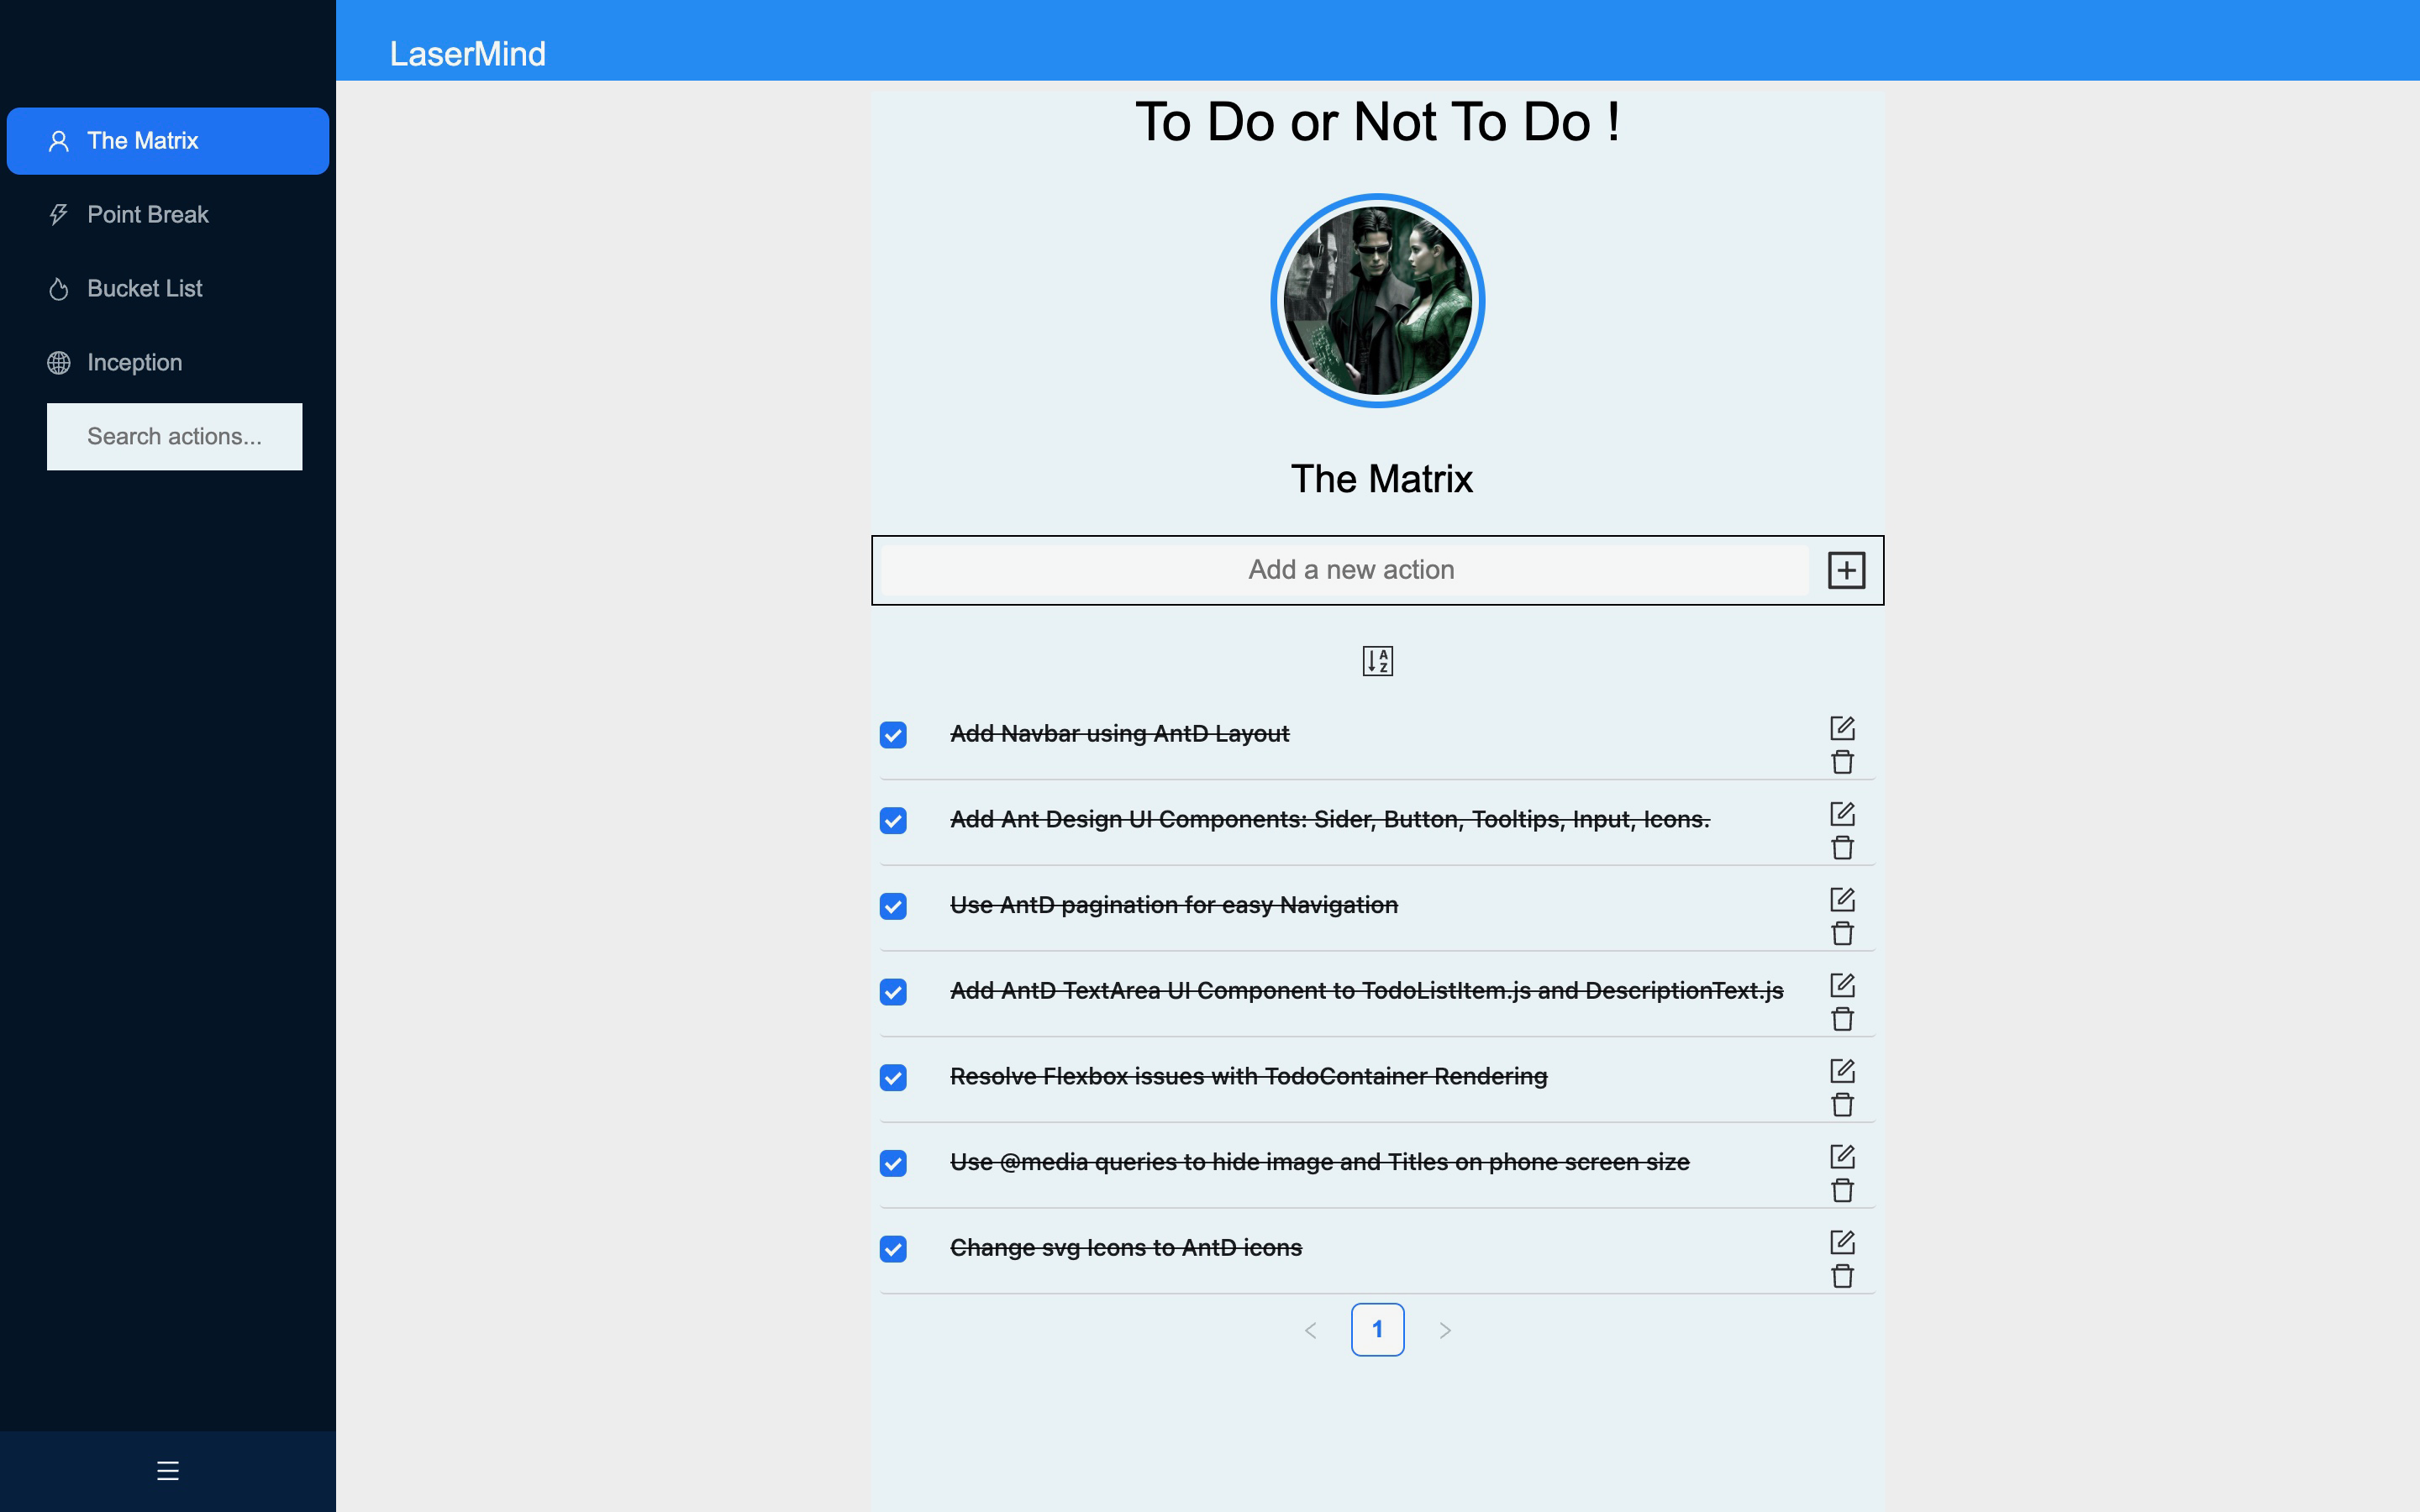 LaserMind
The Matrix
Point Break
Bucket List
Inception
Search actions...
To Do or Not To Do !
The Matrix
Add a new action
A
Z
Add Navbar using AntD Layout
Add Ant Design UI Components: Sider, Button, Tooltips, Input, Icons.
Use AntD pagination for easy Navigation
Add AntD TextArea UI Component to TodoListItem.js and DescriptionText.js
Resolve Flexbox issues with TodoContainer Rendering
Use @media queries to hide image and Titles on phone screen size
Change svg Icons to AntD icons
1